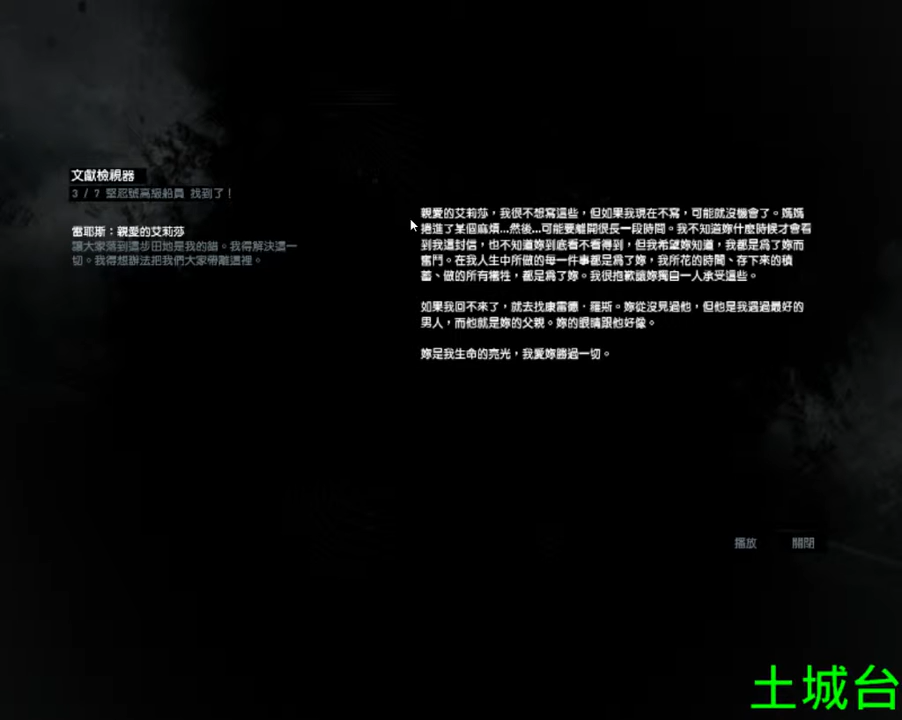 文獻檢視器
3 / 7 堅忍號高級船員 找到了！
雷耶斯：親愛的艾莉莎
讓大家落到這步田地是我的錯。我得解決這一
切。我得想辦法把我們大家帶離這裡。
親愛的艾莉莎，我很不想寫這些，但如果我現在不寫，可能就沒機會了。媽媽
捲進了某個麻煩...然後...可能要離開很長一段時間。我不知道妳什麼時候才會看
到我這封信，也不知道妳到底看不看得到，但我希望妳知道，我都是為了妳而
奮鬥。在我人生中所做的每一件事都是為了妳，我所花的時間、存下來的積
蓄、做的所有犧牲，都是為了妳。我很抱歉讓妳獨自一人承受這些。
如果我回不來了，就去找康雷德‧羅斯。妳從沒見過他，但他是我遇過最好的
男人，而他就是妳的父親。妳的眼睛跟他好像。
妳是我生命的亮光，我愛妳勝過一切。
播放
關閉
土城台